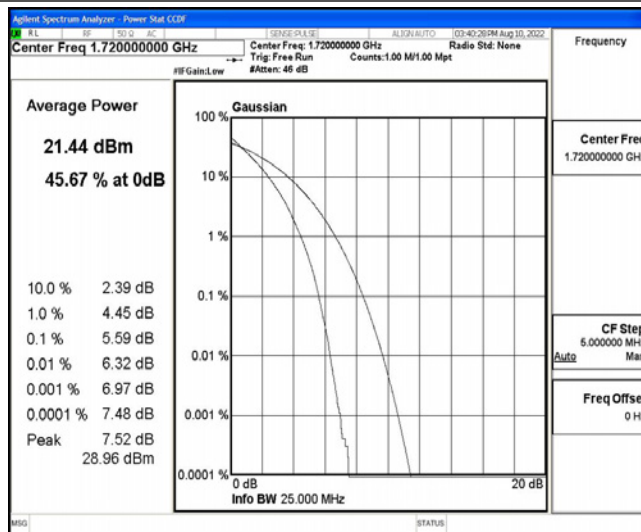 Agilent Spectrum Analyzer - Power Stat CCDF
RL RF 50 Ω AC SENSE:PULSE ALIGN AUTO 03:40:28 PM Aug 10, 2022
Center Freq 1.720000000 GHz
Center Freq: 1.720000000 GHz Radio Std: None
Trig: Free Run Counts:1.00 M/1.00 Mpt
#IFGain:Low #Atten: 46 dB
Frequency
Average Power
21.44 dBm
45.67 % at 0dB
10.0 % 2.39 dB
1.0 % 4.45 dB
0.1 % 5.59 dB
0.01 % 6.32 dB
0.001 % 6.97 dB
0.0001 % 7.48 dB
Peak 7.52 dB
28.96 dBm
Gaussian
100 %
10 %
1 %
0.1 %
0.01 %
0.001 %
0.0001 %
0 dB 20 dB
Info BW 25.000 MHz
Center Freq
1.720000000 GHz
CF Step
5.000000 MH
Auto Ma
Freq Offse
0 H
MSG STATUS